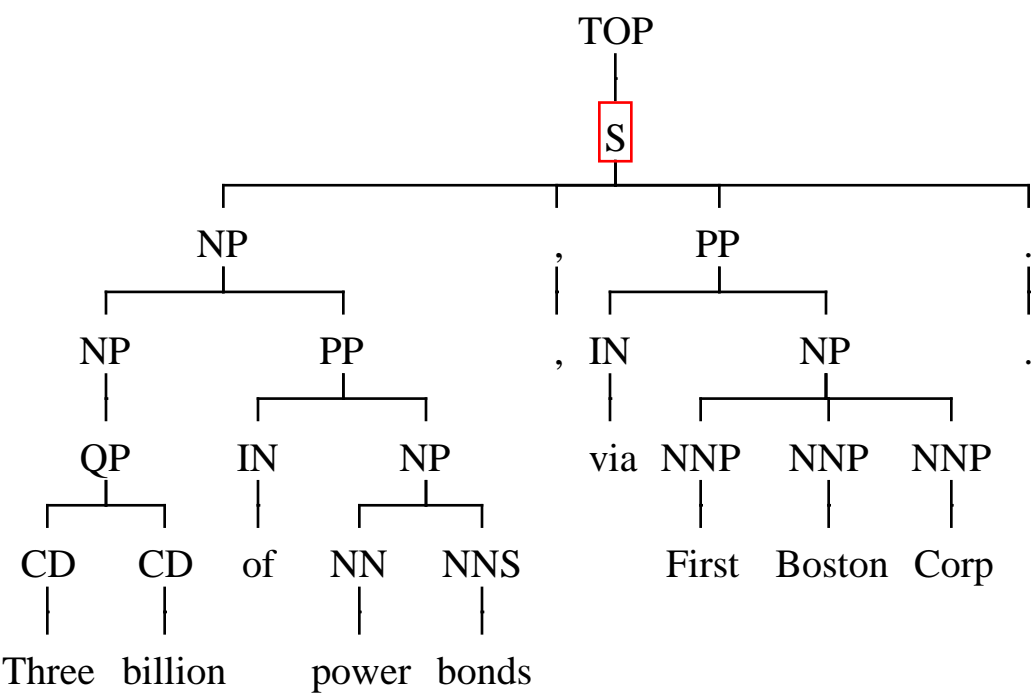 TOP
S
NP , PP .
NP PP , IN NP .
QP IN NP via NNP NNP NNP
CD CD of NN NNS First Boston Corp
Three billion power bonds